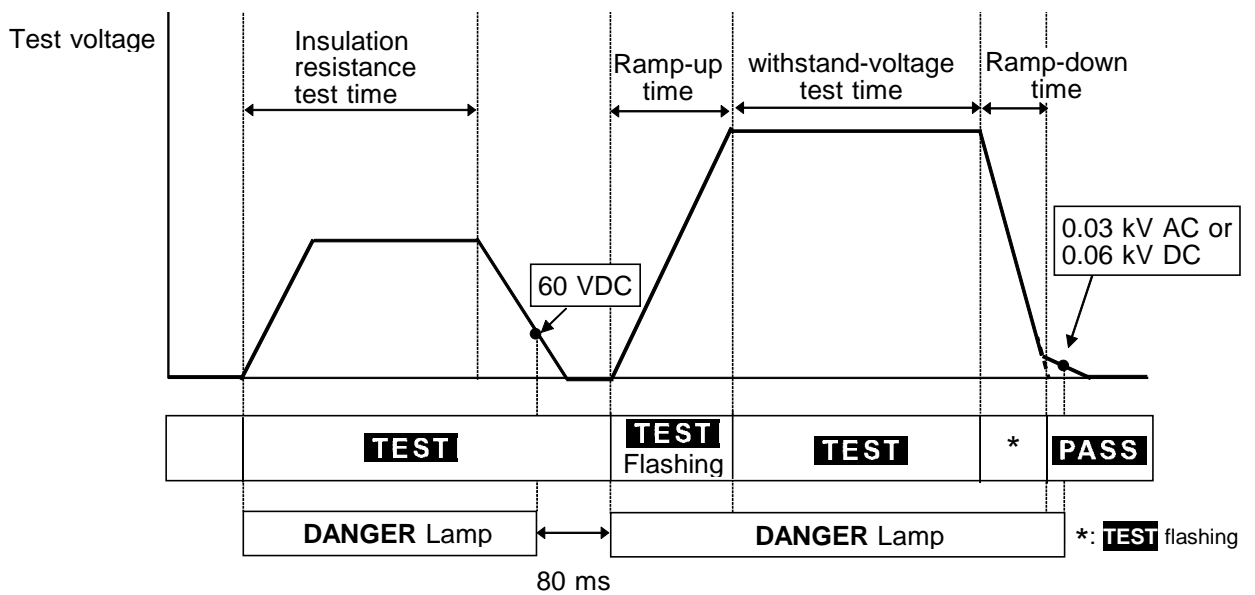 Test voltage
Insulation
resistance
test time
Ramp-up
time
withstand-voltage
test time
Ramp-down
time
60 VDC
0.03 kV AC or
0.06 kV DC
TEST
TEST
Flashing
TEST
*
PASS
DANGER Lamp
DANGER Lamp
*: TEST flashing
80 ms